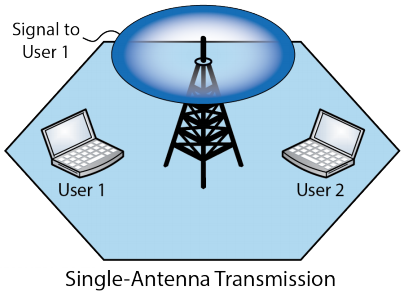 Signal to
User 1
User 1
User 2
Single-Antenna Transmission